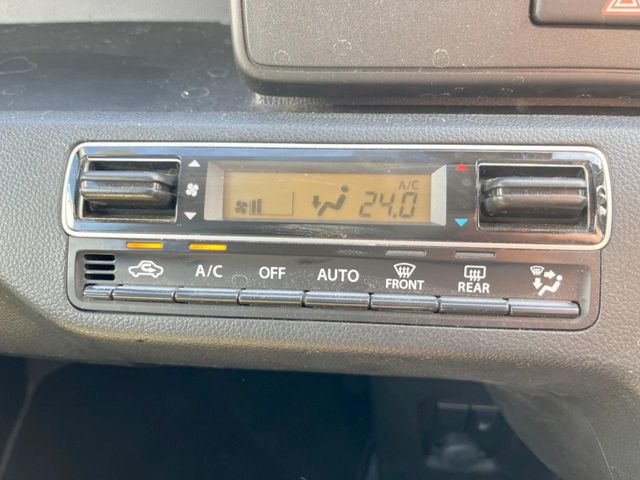 A/C
24.0
A/C OFF AUTO FRONT REAR